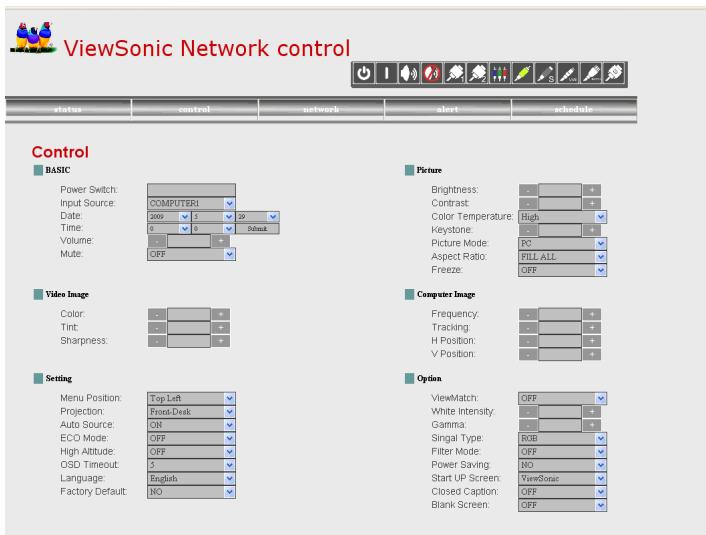 ViewSonic Network control
1
2
S
status control network alert schedule
Control
BASIC
Power Switch:
Input Source: COMPUTER1
Date: 2009 5 29
Time: 0 0 Submit
Volume: - +
Mute: OFF
Picture
Brightness: - +
Contrast: - +
Color Temperature: High
Keystone: - +
Picture Mode: PC
Aspect Ratio: FILL ALL
Freeze: OFF
Video Image
Color: - +
Tint: - +
Sharpness: - +
Computer Image
Frequency: - +
Tracking: - +
H Position: - +
V Position: - +
Setting
Menu Position: Top Left
Projection: Front-Desk
Auto Source: ON
ECO Mode: OFF
High Altitude: OFF
OSD Timeout: 5
Language: English
Factory Default: NO
Option
ViewMatch: OFF
White Intensity: - +
Gamma: - +
Singal Type: RGB
Filter Mode: OFF
Power Saving: NO
Start UP Screen: ViewSonic
Closed Caption: OFF
Blank Screen: OFF